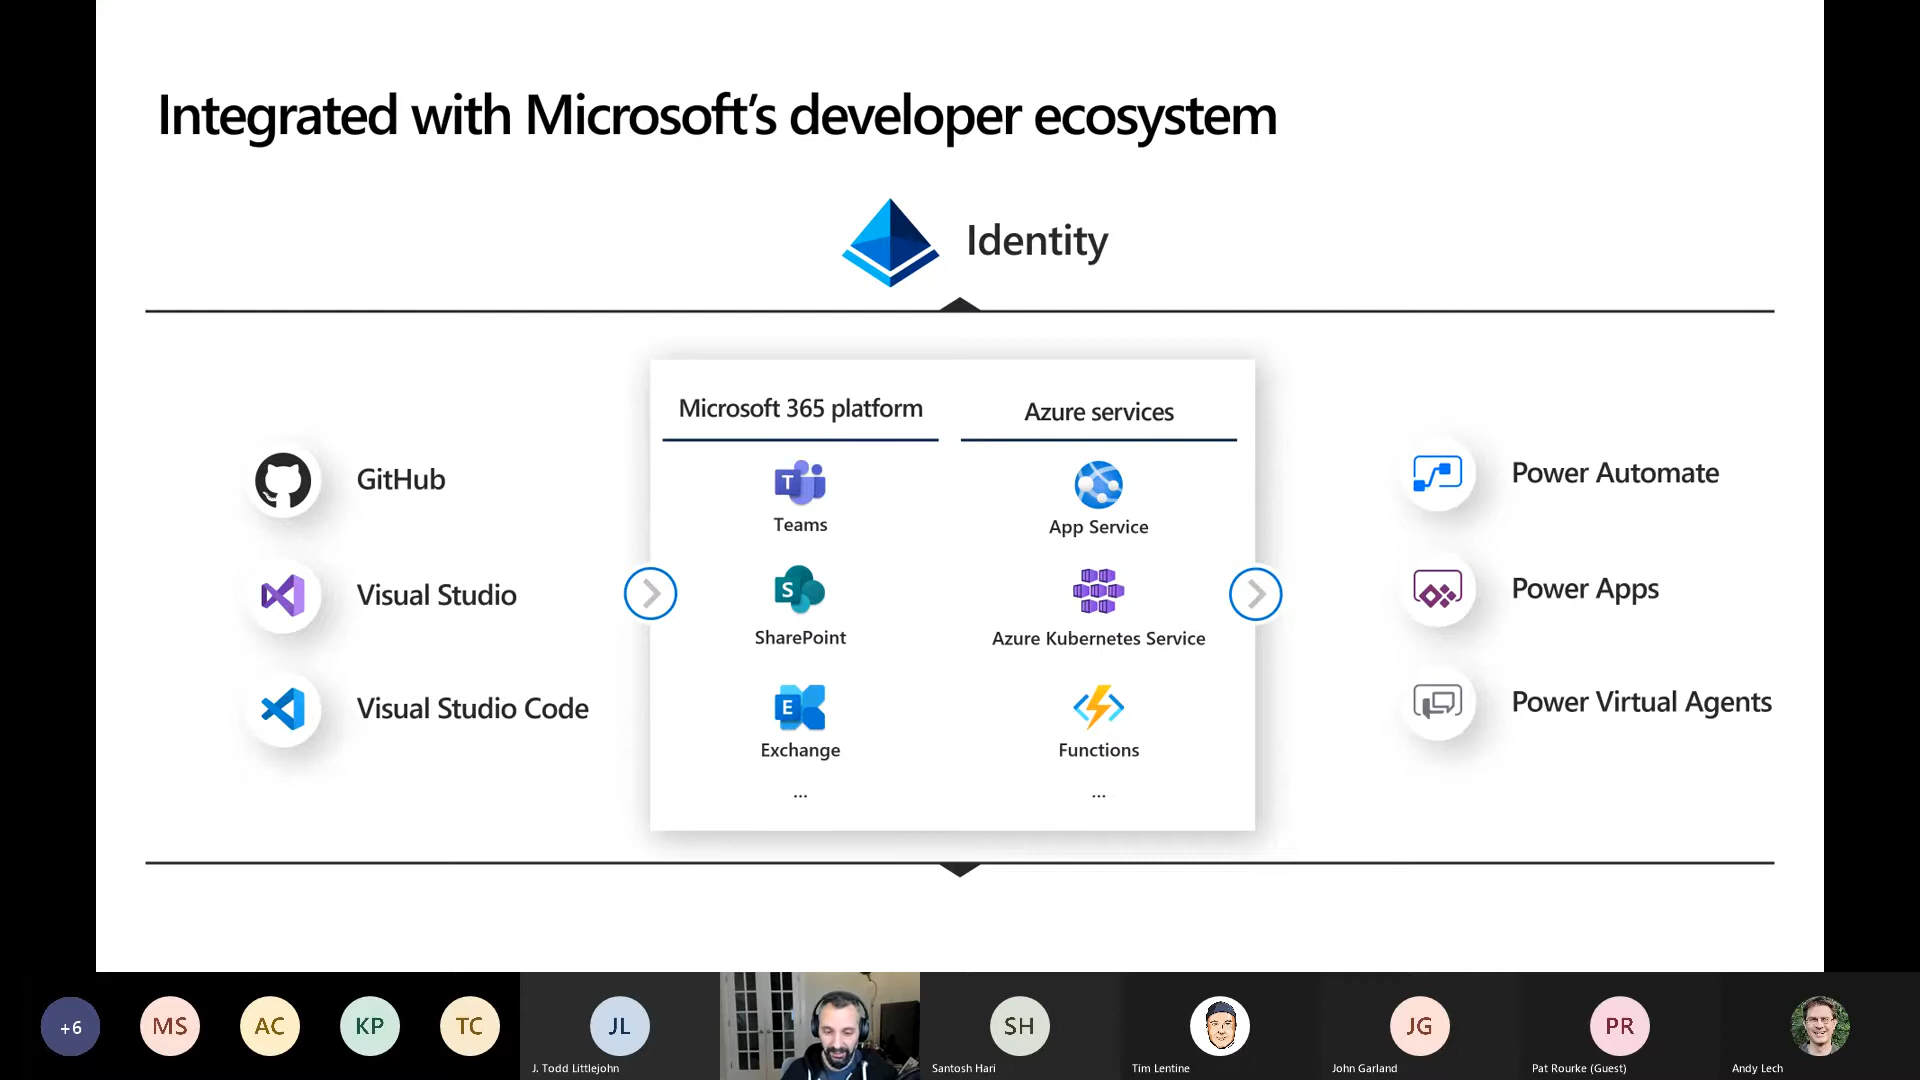 Integrated with Microsoft's developer ecosystem
Identity
Microsoft 365 platform
Azure services
GitHub
Visual Studio
Visual Studio Code
T
Teams
S
SharePoint
E
Exchange
...
App Service
Azure Kubernetes Service
Functions
...
Power Automate
Power Apps
Power Virtual Agents
+6
MS
AC
KP
TC
JL
J. Todd Littlejohn
SH
Santosh Hari
Tim Lentine
JG
John Garland
PR
Pat Rourke (Guest)
Andy Lech